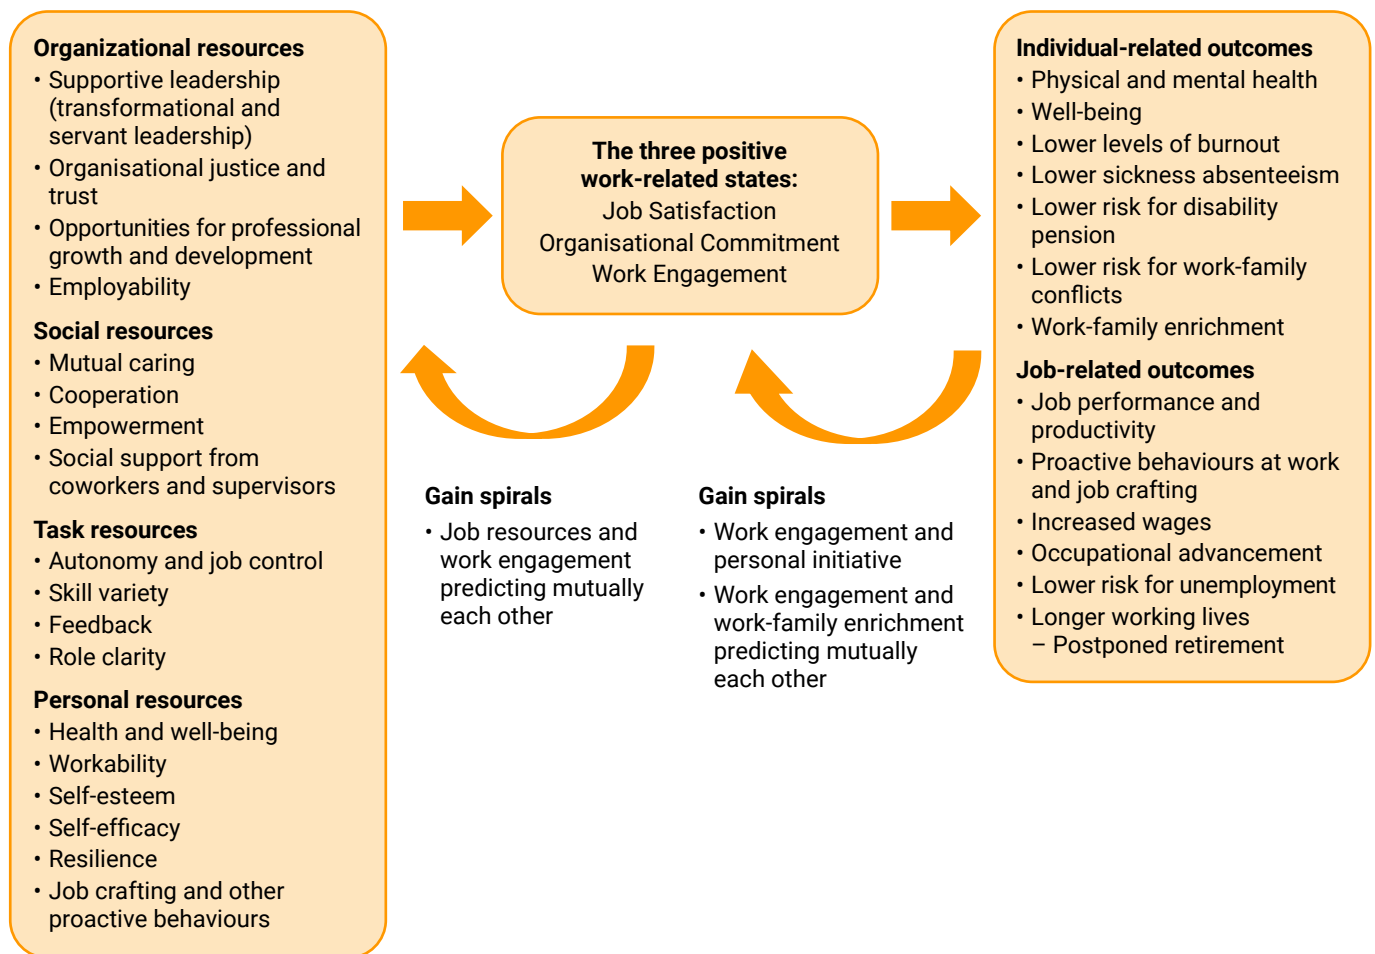 Organizational resources
• Supportive leadership
(transformational and
servant leadership)
• Organisational justice and
trust
• Opportunities for professional
growth and development
• Employability
Social resources
• Mutual caring
• Cooperation
• Empowerment
• Social support from
coworkers and supervisors
Task resources
• Autonomy and job control
• Skill variety
• Feedback
• Role clarity
Personal resources
• Health and well-being
• Workability
• Self-esteem
• Self-efficacy
• Resilience
• Job crafting and other
proactive behaviours
The three positive
work-related states:
Job Satisfaction
Organisational Commitment
Work Engagement
Gain spirals
• Job resources and
work engagement
predicting mutually
each other
Gain spirals
• Work engagement and
personal initiative
• Work engagement and
work-family enrichment
predicting mutually
each other
Individual-related outcomes
• Physical and mental health
• Well-being
• Lower levels of burnout
• Lower sickness absenteeism
• Lower risk for disability
pension
• Lower risk for work-family
conflicts
• Work-family enrichment
Job-related outcomes
• Job performance and
productivity
• Proactive behaviours at work
and job crafting
• Increased wages
• Occupational advancement
• Lower risk for unemployment
• Longer working lives
– Postponed retirement